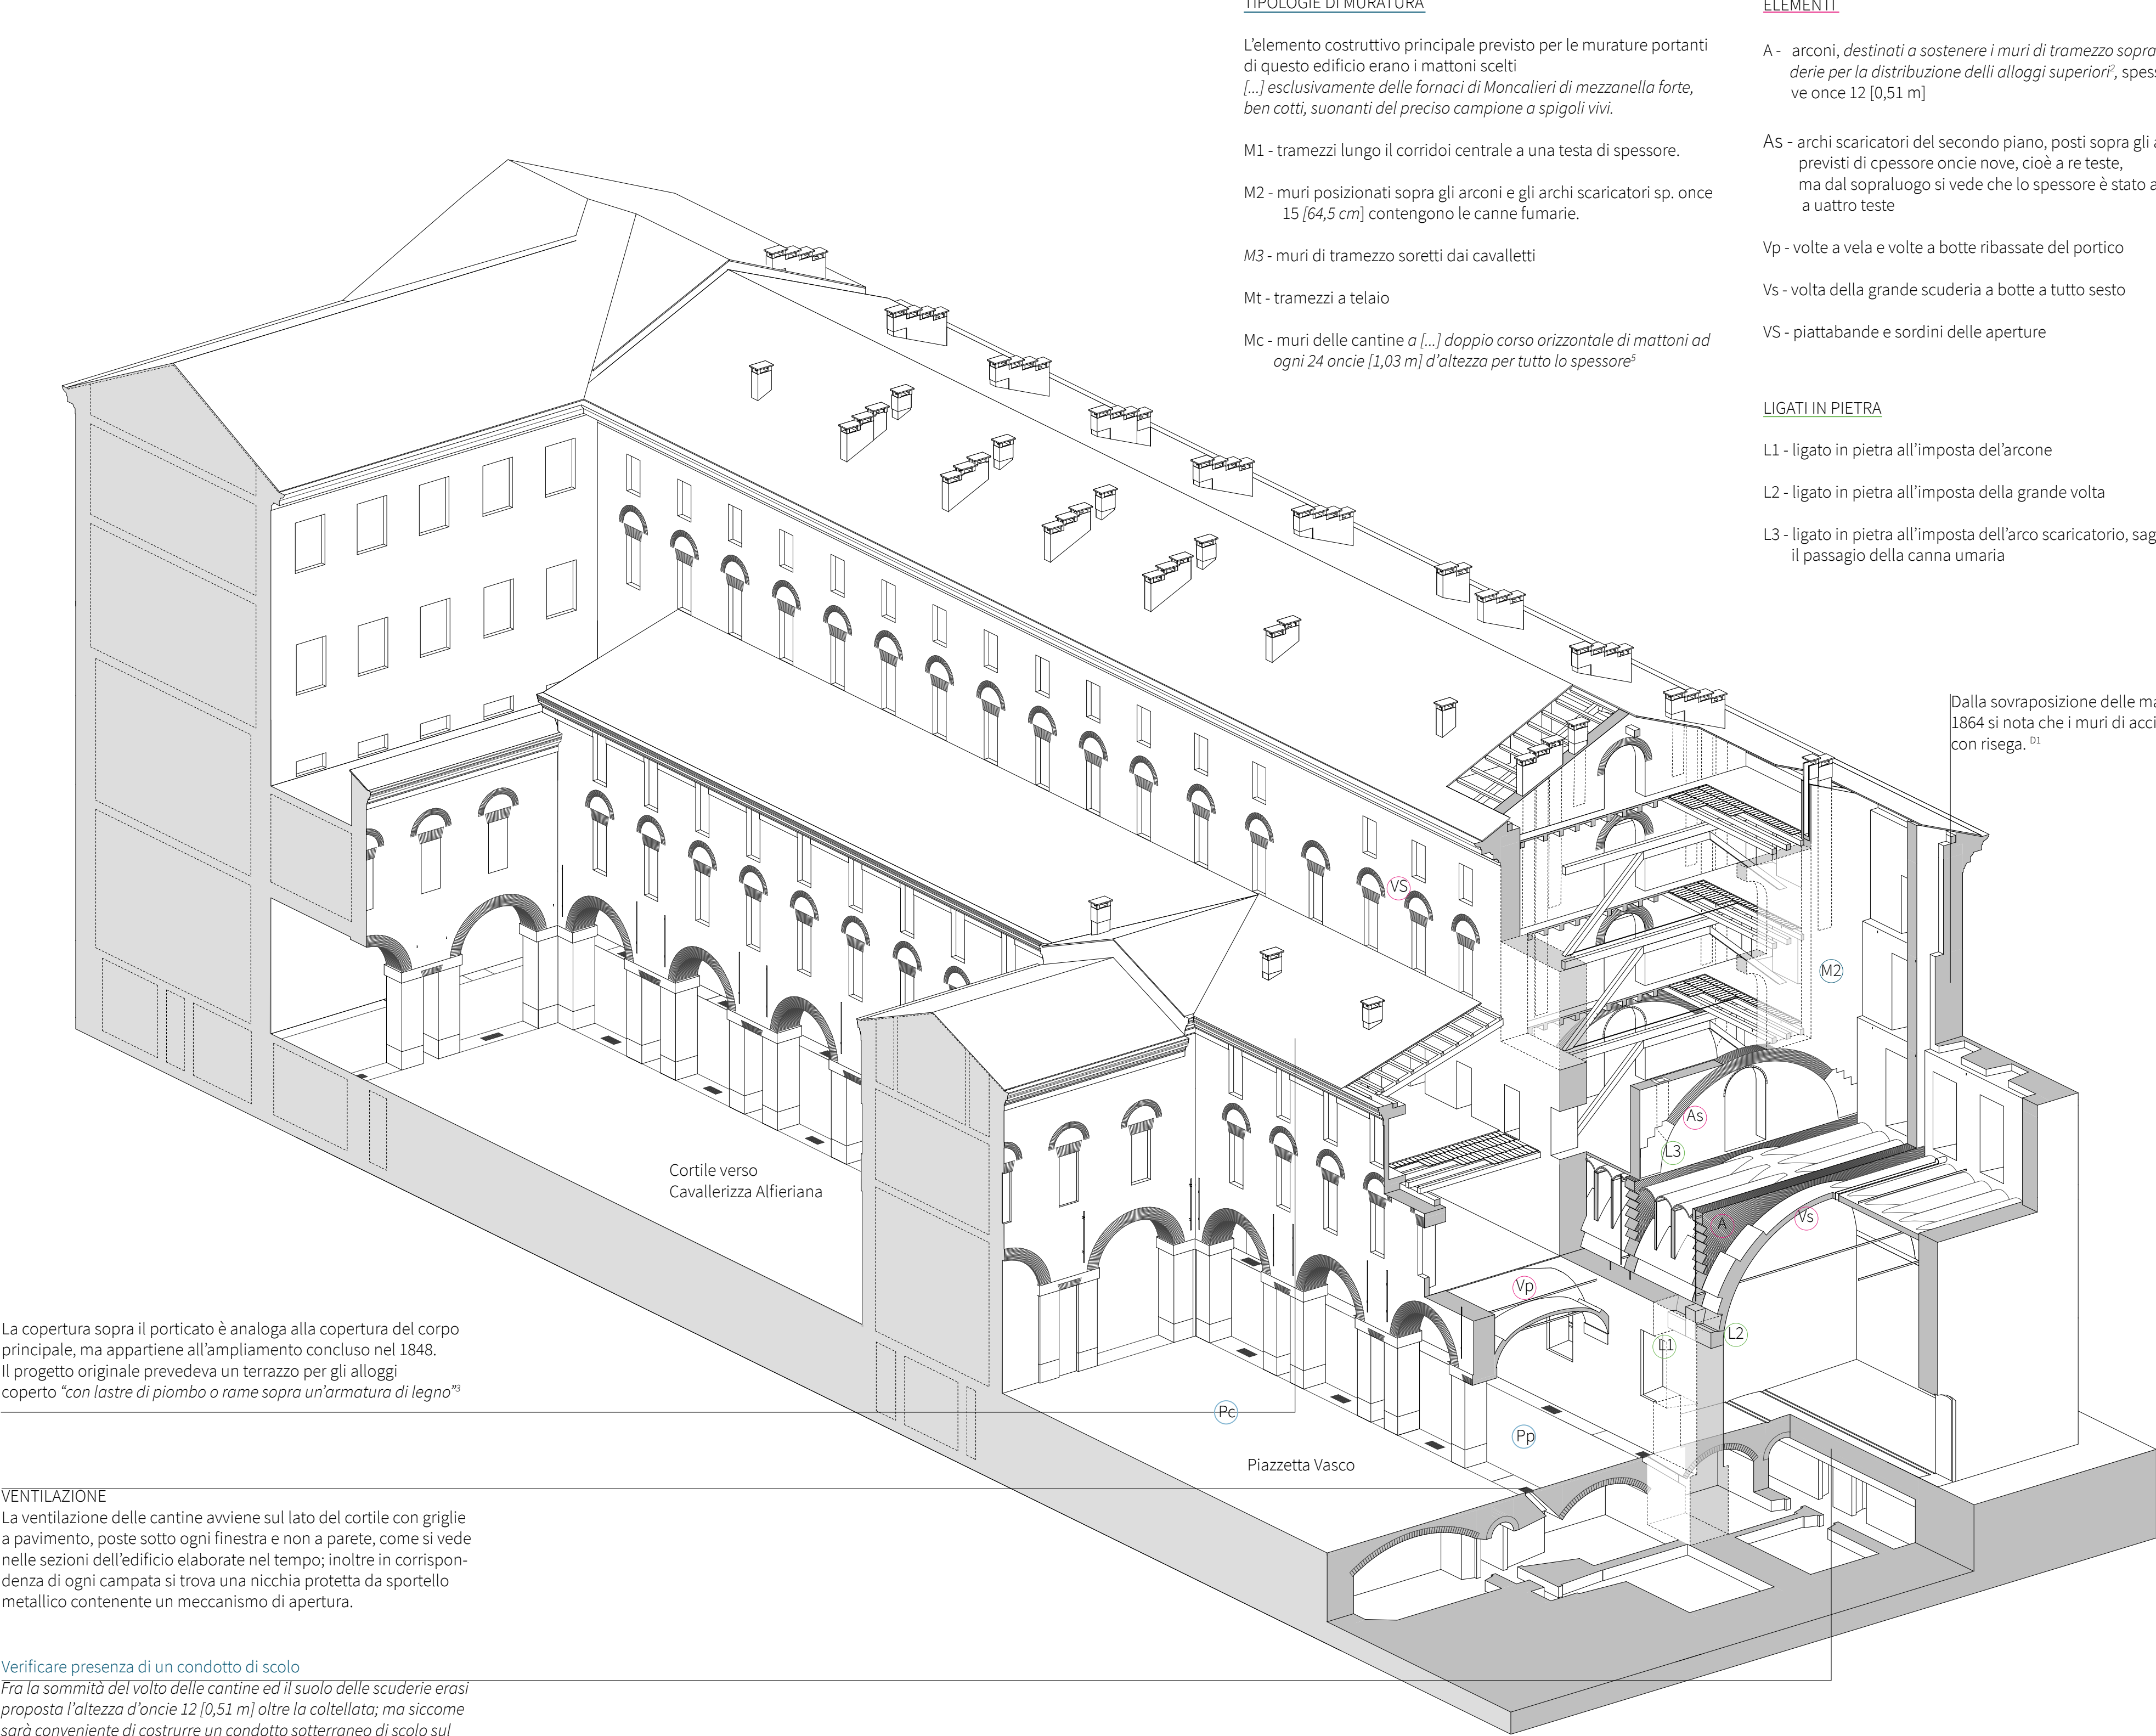 TIPOLOGIE DI MURATURA
L’elemento costruttivo principale previsto per le murature portanti
di questo edificio erano i mattoni scelti
[...] esclusivamente delle fornaci di Moncalieri di mezzanella forte,
ben cotti, suonanti del preciso campione a spigoli vivi.
M1 - tramezzi lungo il corridoi centrale a una testa di spessore.
M2 - muri posizionati sopra gli arconi e gli archi scaricatori sp. once
15 [64,5 cm] contengono le canne fumarie.
M3 - muri di tramezzo soretti dai cavalletti
Mt - tramezzi a telaio
Mc - muri delle cantine a [...] doppio corso orizzontale di mattoni ad
ogni 24 oncie [1,03 m] d’altezza per tutto lo spessore5
ELEMENTI
A - arconi, destinati a sostenere i muri di tramezzo sopra
derie per la distribuzione delli alloggi superiori2, spess
ve once 12 [0,51 m]
As - archi scaricatori del secondo piano, posti sopra gli a
previsti di cpessore oncie nove, cioè a re teste,
ma dal sopraluogo si vede che lo spessore è stato a
a uattro teste
Vp - volte a vela e volte a botte ribassate del portico
Vs - volta della grande scuderia a botte a tutto sesto
VS - piattabande e sordini delle aperture
LIGATI IN PIETRA
L1 - ligato in pietra all’imposta del’arcone
L2 - ligato in pietra all’imposta della grande volta
L3 - ligato in pietra all’imposta dell’arco scaricatorio, sag
il passagio della canna umaria
Dalla sovraposizione delle ma
1864 si nota che i muri di acci
con risega. D1
VS
M2
As
L3
A
Vs
Vp
L1
L2
Pc
Pp
Cortile verso
Cavallerizza Alfieriana
Piazzetta Vasco
La copertura sopra il porticato è analoga alla copertura del corpo
principale, ma appartiene all’ampliamento concluso nel 1848.
Il progetto originale prevedeva un terrazzo per gli alloggi
coperto “con lastre di piombo o rame sopra un’armatura di legno”3
VENTILAZIONE
La ventilazione delle cantine avviene sul lato del cortile con griglie
a pavimento, poste sotto ogni finestra e non a parete, come si vede
nelle sezioni dell’edificio elaborate nel tempo; inoltre in corrispon-
denza di ogni campata si trova una nicchia protetta da sportello
metallico contenente un meccanismo di apertura.
Verificare presenza di un condotto di scolo
Fra la sommità del volto delle cantine ed il suolo delle scuderie erasi
proposta l’altezza d’oncie 12 [0,51 m] oltre la coltellata; ma siccome
sarà conveniente di costrurre un condotto sotterraneo di scolo sul